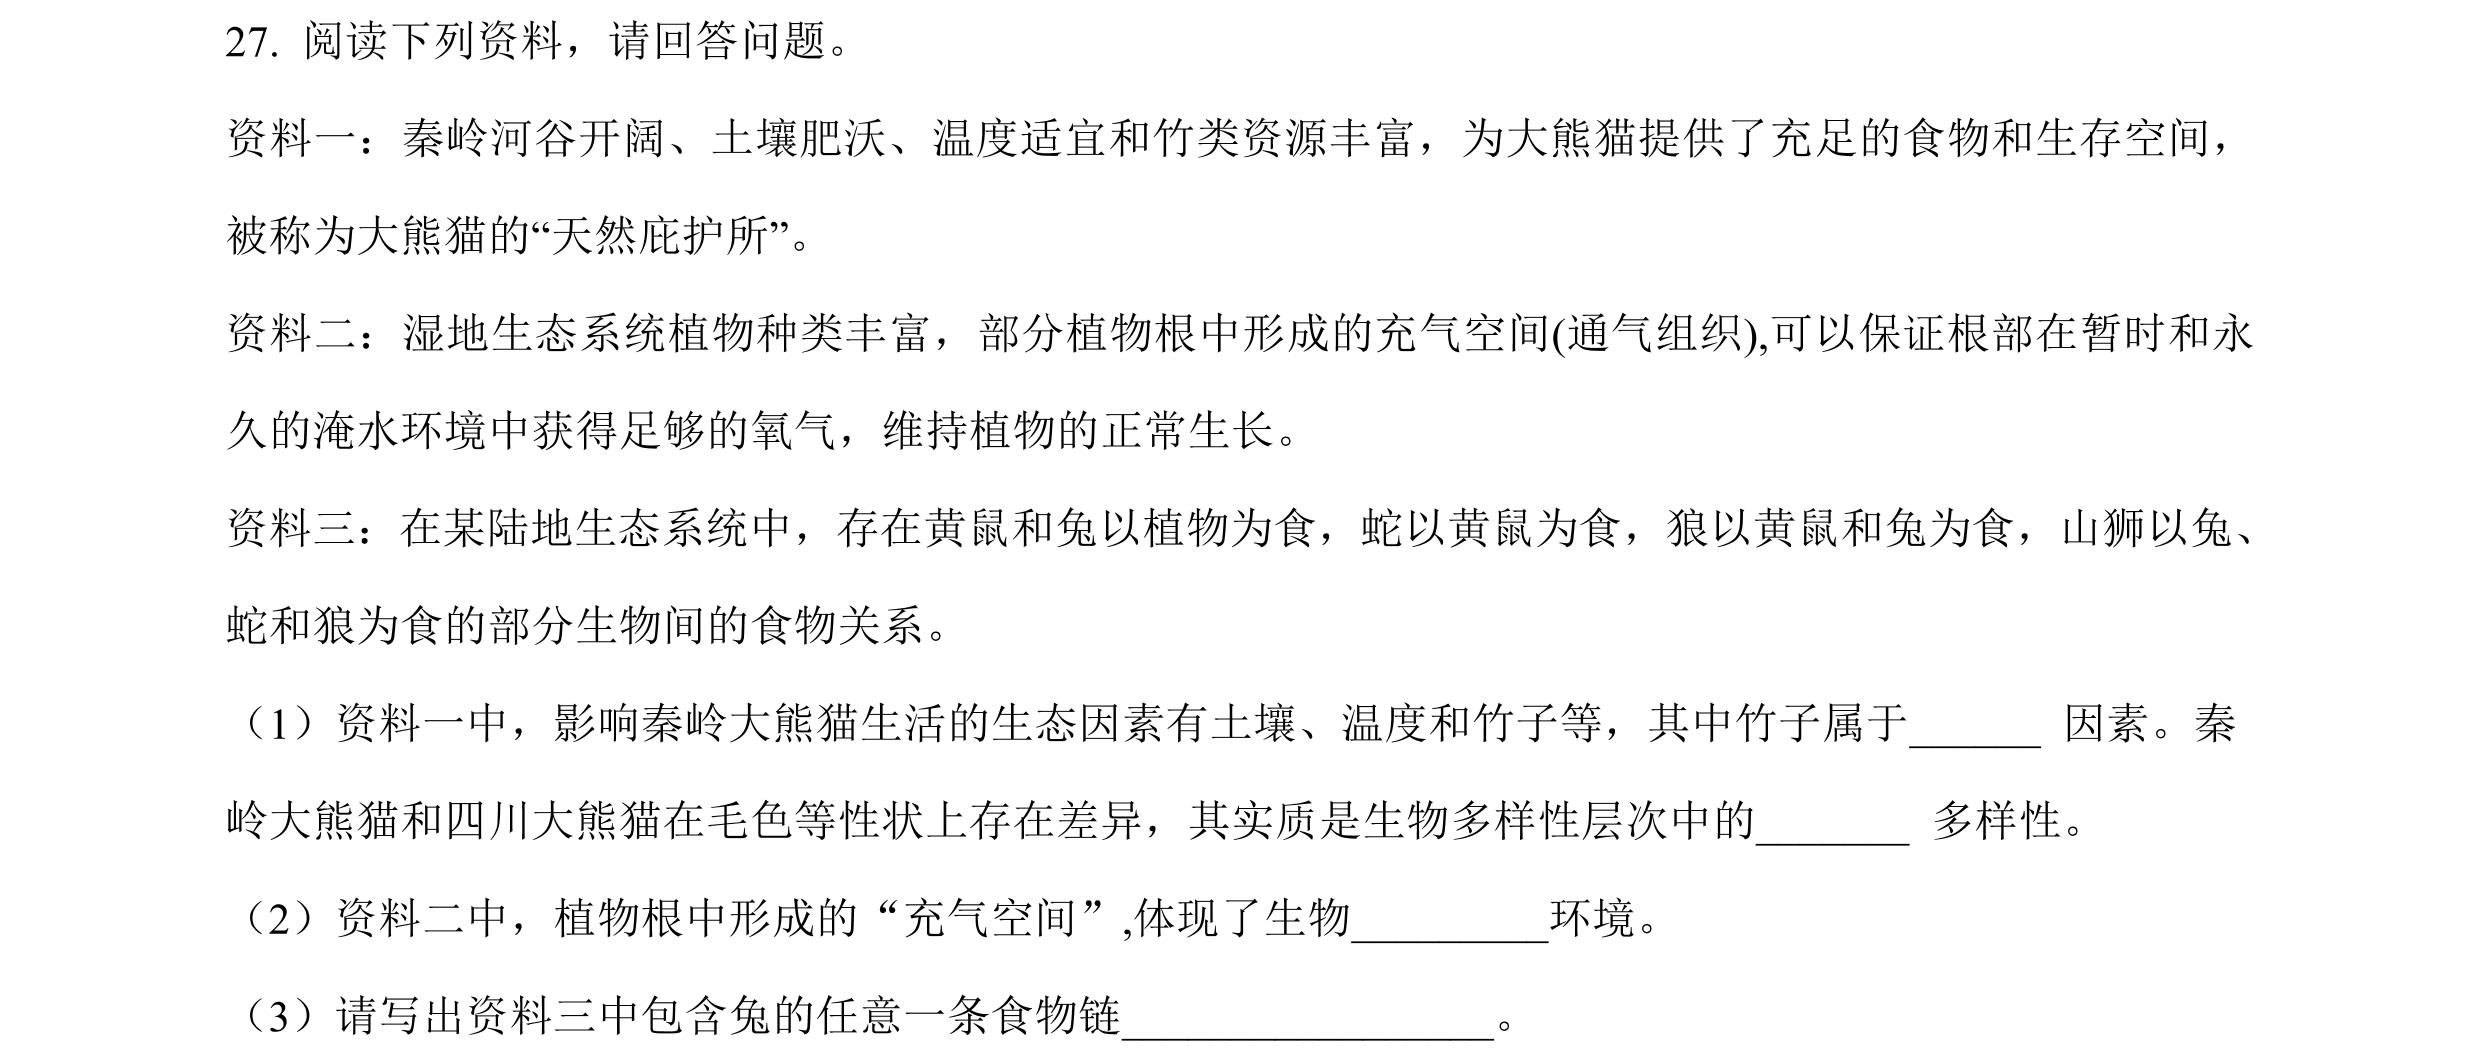 27. 阅读下列资料，请回答问题。
资料一：秦岭河谷开阔、土壤肥沃、温度适宜和竹类资源丰富，为大熊猫提供了充足的食物和生存空间，
被称为大熊猫的“天然庇护所”。
资料二：湿地生态系统植物种类丰富，部分植物根中形成的充气空间(通气组织),可以保证根部在暂时和永
久的淹水环境中获得足够的氧气，维持植物的正常生长。
资料三：在某陆地生态系统中，存在黄鼠和兔以植物为食，蛇以黄鼠为食，狼以黄鼠和兔为食，山狮以兔、
蛇和狼为食的部分生物间的食物关系。
（1）资料一中，影响秦岭大熊猫生活的生态因素有土壤、温度和竹子等，其中竹子属于______ 因素。秦
岭大熊猫和四川大熊猫在毛色等性状上存在差异，其实质是生物多样性层次中的_______ 多样性。
（2）资料二中，植物根中形成的“充气空间”,体现了生物_________环境。
（3）请写出资料三中包含兔的任意一条食物链_________________。